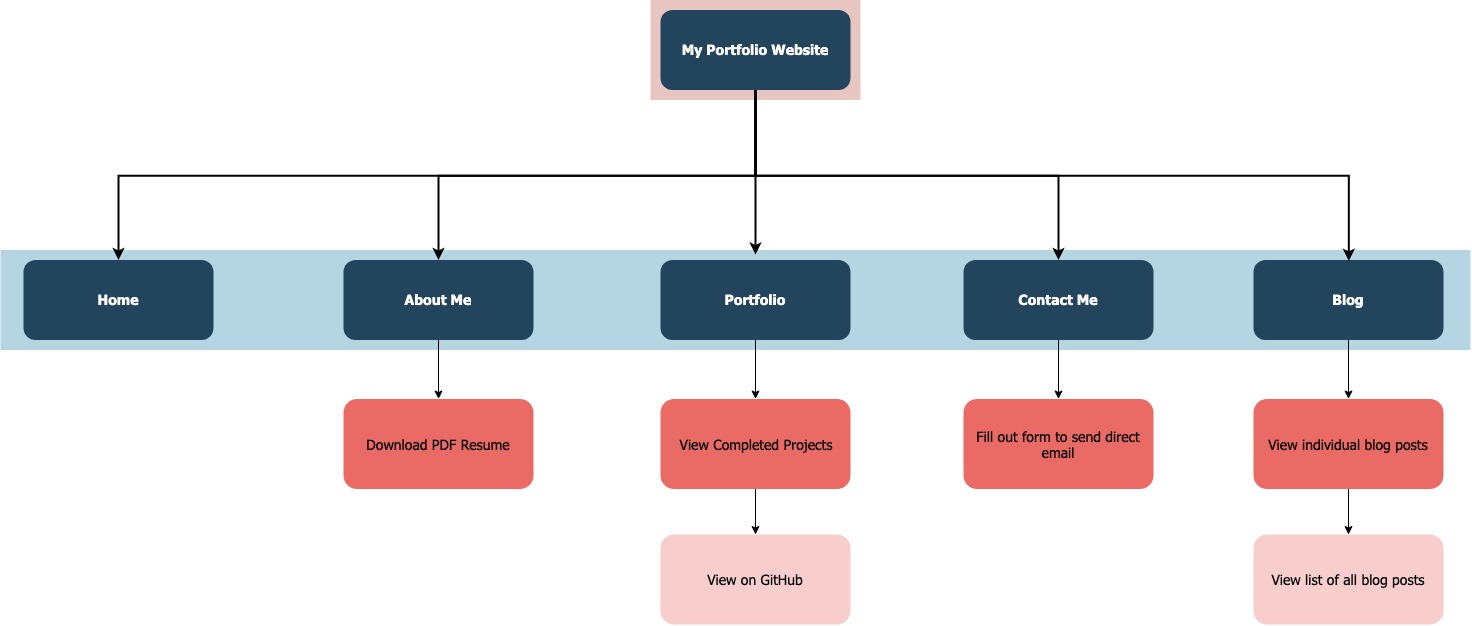 My Portfolio Website
Home
About Me
Portfolio
Contact Me
Blog
Download PDF Resume
View Completed Projects
Fill out form to send direct
email
View individual blog posts
View on GitHub
View list of all blog posts